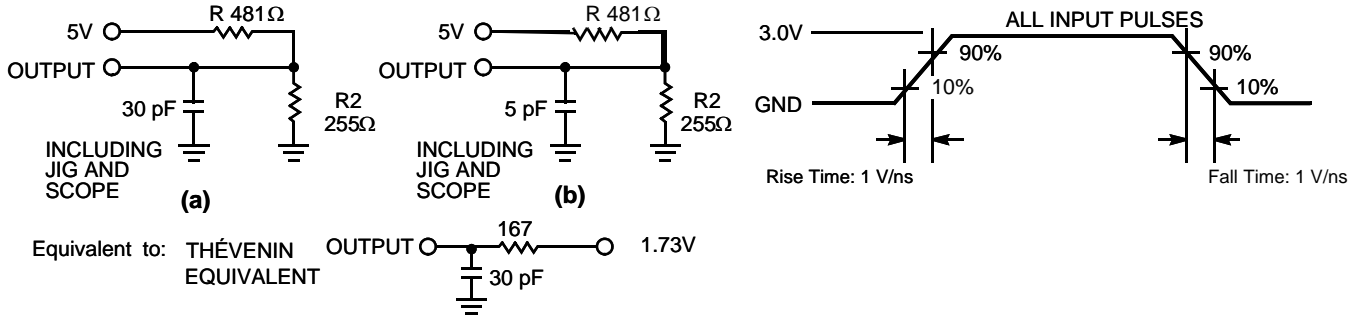 R 481Ω
5V
OUTPUT
30 pF
R2
255Ω
INCLUDING
JIG AND
SCOPE
(a)
R 481Ω
5V
OUTPUT
5 pF
R2
255Ω
INCLUDING
JIG AND
SCOPE
(b)
ALL INPUT PULSES
3.0V
90%
10%
GND
90%
10%
Rise Time: 1 V/ns
Fall Time: 1 V/ns
Equivalent to: THÉVENIN
EQUIVALENT
OUTPUT
167
1.73V
30 pF